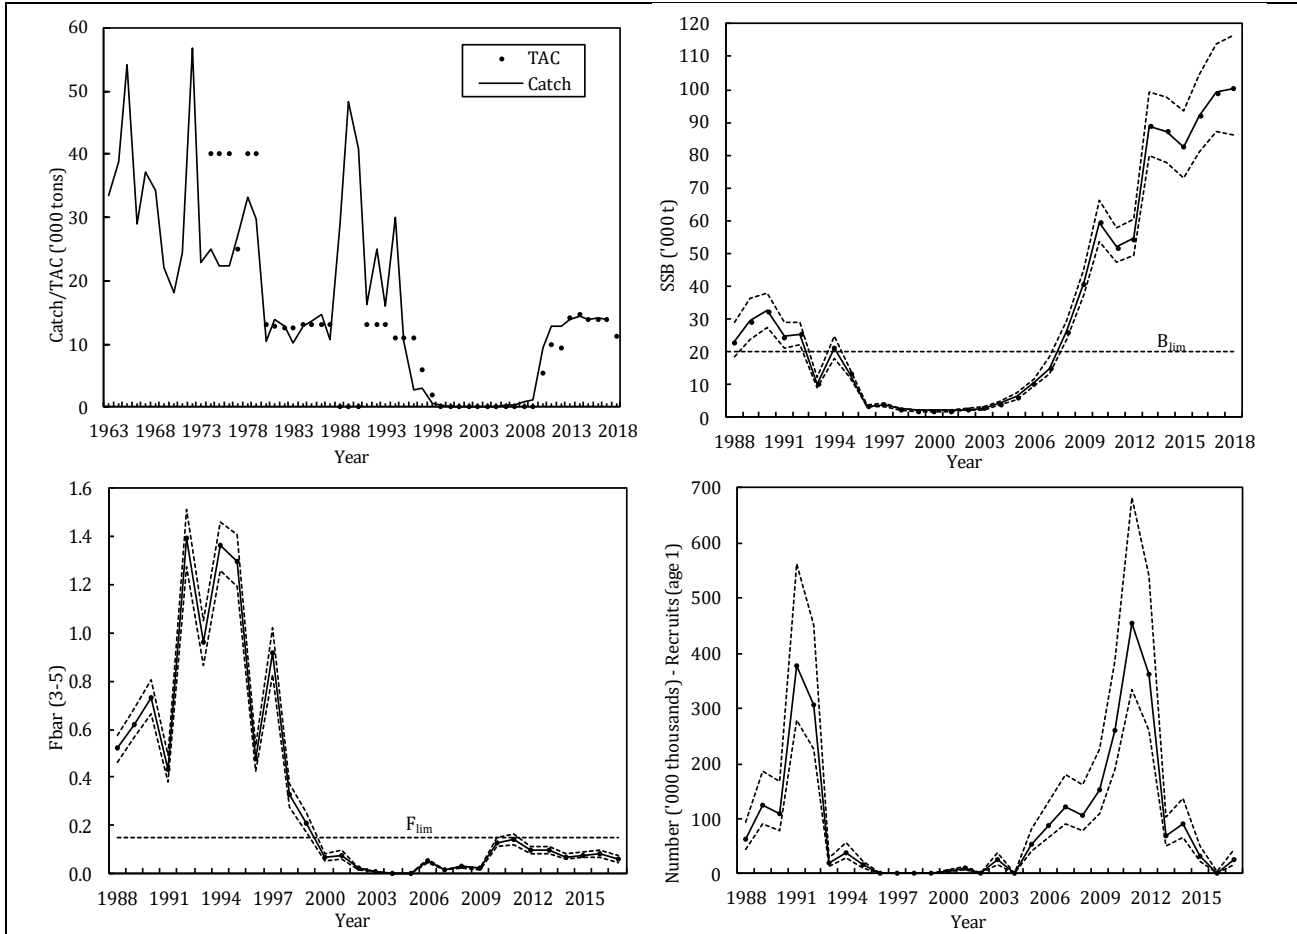 60
50
40
30
20
10
0
Catch/TAC ('000 tons)
TAC
Catch
1963 1968 1973 1978 1983 1988 1993 1998 2003 2008 2013 2018
Year
120
110
100
90
80
70
60
50
40
30
20
10
0
SSB ('000 t)
Blim
1988 1991 1994 1997 2000 2003 2006 2009 2012 2015 2018
Year
1.6
1.4
1.2
1.0
0.8
0.6
0.4
0.2
0.0
Fbar (3-5)
Flim
1988 1991 1994 1997 2000 2003 2006 2009 2012 2015
Year
700
600
500
400
300
200
100
0
Number ('000 thousands) - Recruits (age 1)
1988 1991 1994 1997 2000 2003 2006 2009 2012 2015
Year